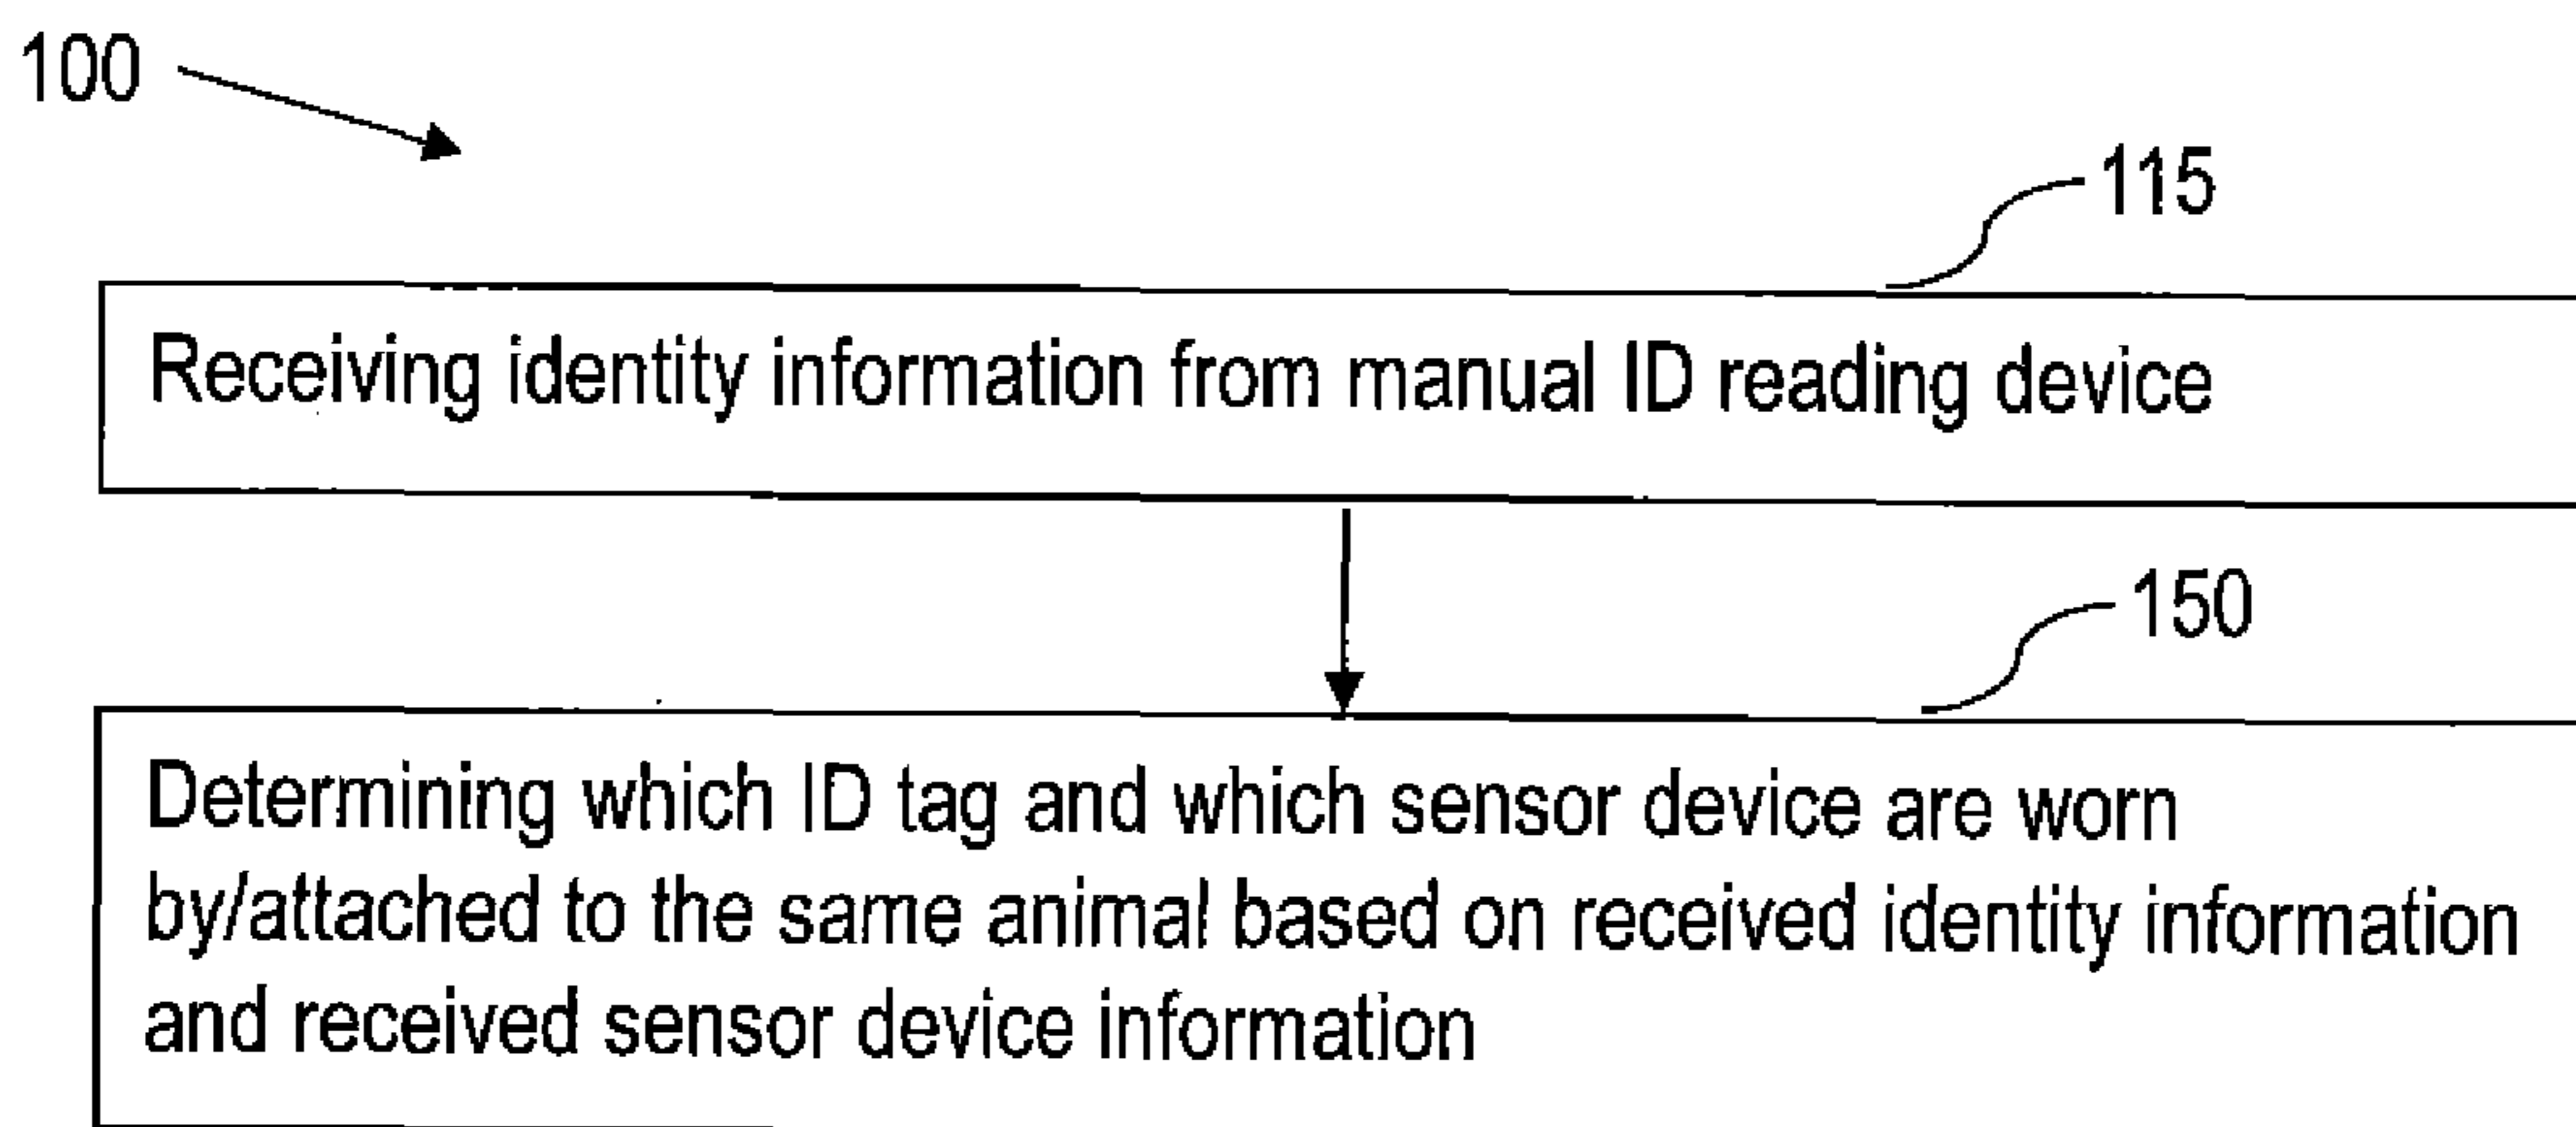 100
115
Receiving identity information from manual ID reading device
150
Determining which ID tag and which sensor device are worn
by/attached to the same animal based on received identity information
and received sensor device information